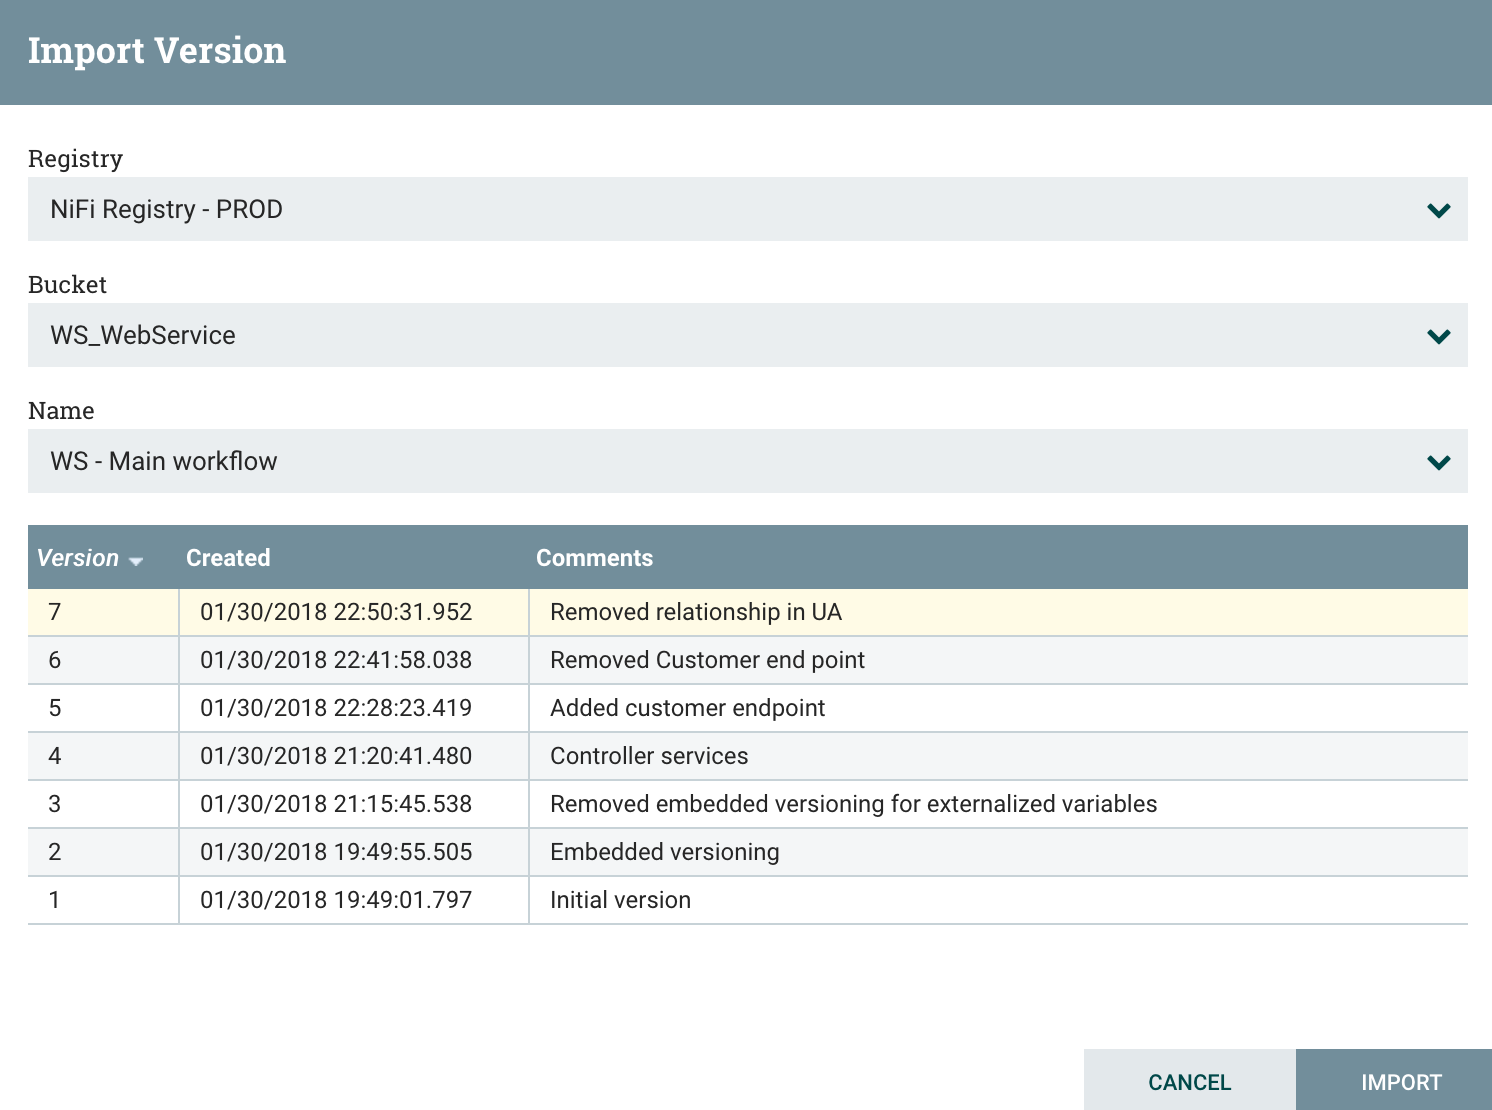 Import Version
Registry
NiFi Registry - PROD
Bucket
WS_WebService
Name
WS - Main workflow
Version Created Comments
7 01/30/2018 22:50:31.952 Removed relationship in UA
6 01/30/2018 22:41:58.038 Removed Customer end point
5 01/30/2018 22:28:23.419 Added customer endpoint
4 01/30/2018 21:20:41.480 Controller services
3 01/30/2018 21:15:45.538 Removed embedded versioning for externalized variables
2 01/30/2018 19:49:55.505 Embedded versioning
1 01/30/2018 19:49:01.797 Initial version
CANCEL IMPORT